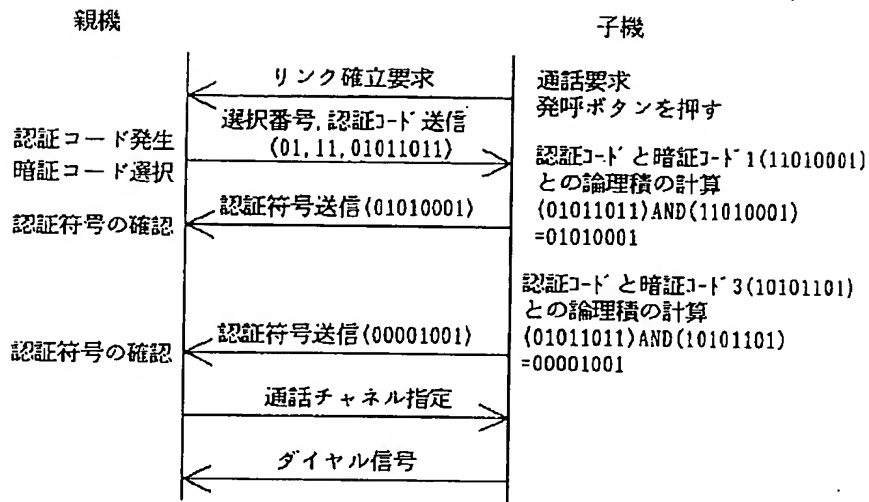 親機
子機
リンク確立要求
通話要求
発呼ボタンを押す
選択番号,認証コード送信
(01,11,01011011)
認証コード発生
暗証コード選択
認証コードと暗証コード1(11010001)
との論理積の計算
(01011011)AND(11010001)
=01010001
認証符号送信(01010001)
認証符号の確認
認証コードと暗証コード3(10101101)
との論理積の計算
(01011011)AND(10101101)
=00001001
認証符号送信(00001001)
認証符号の確認
通話チャネル指定
ダイヤル信号